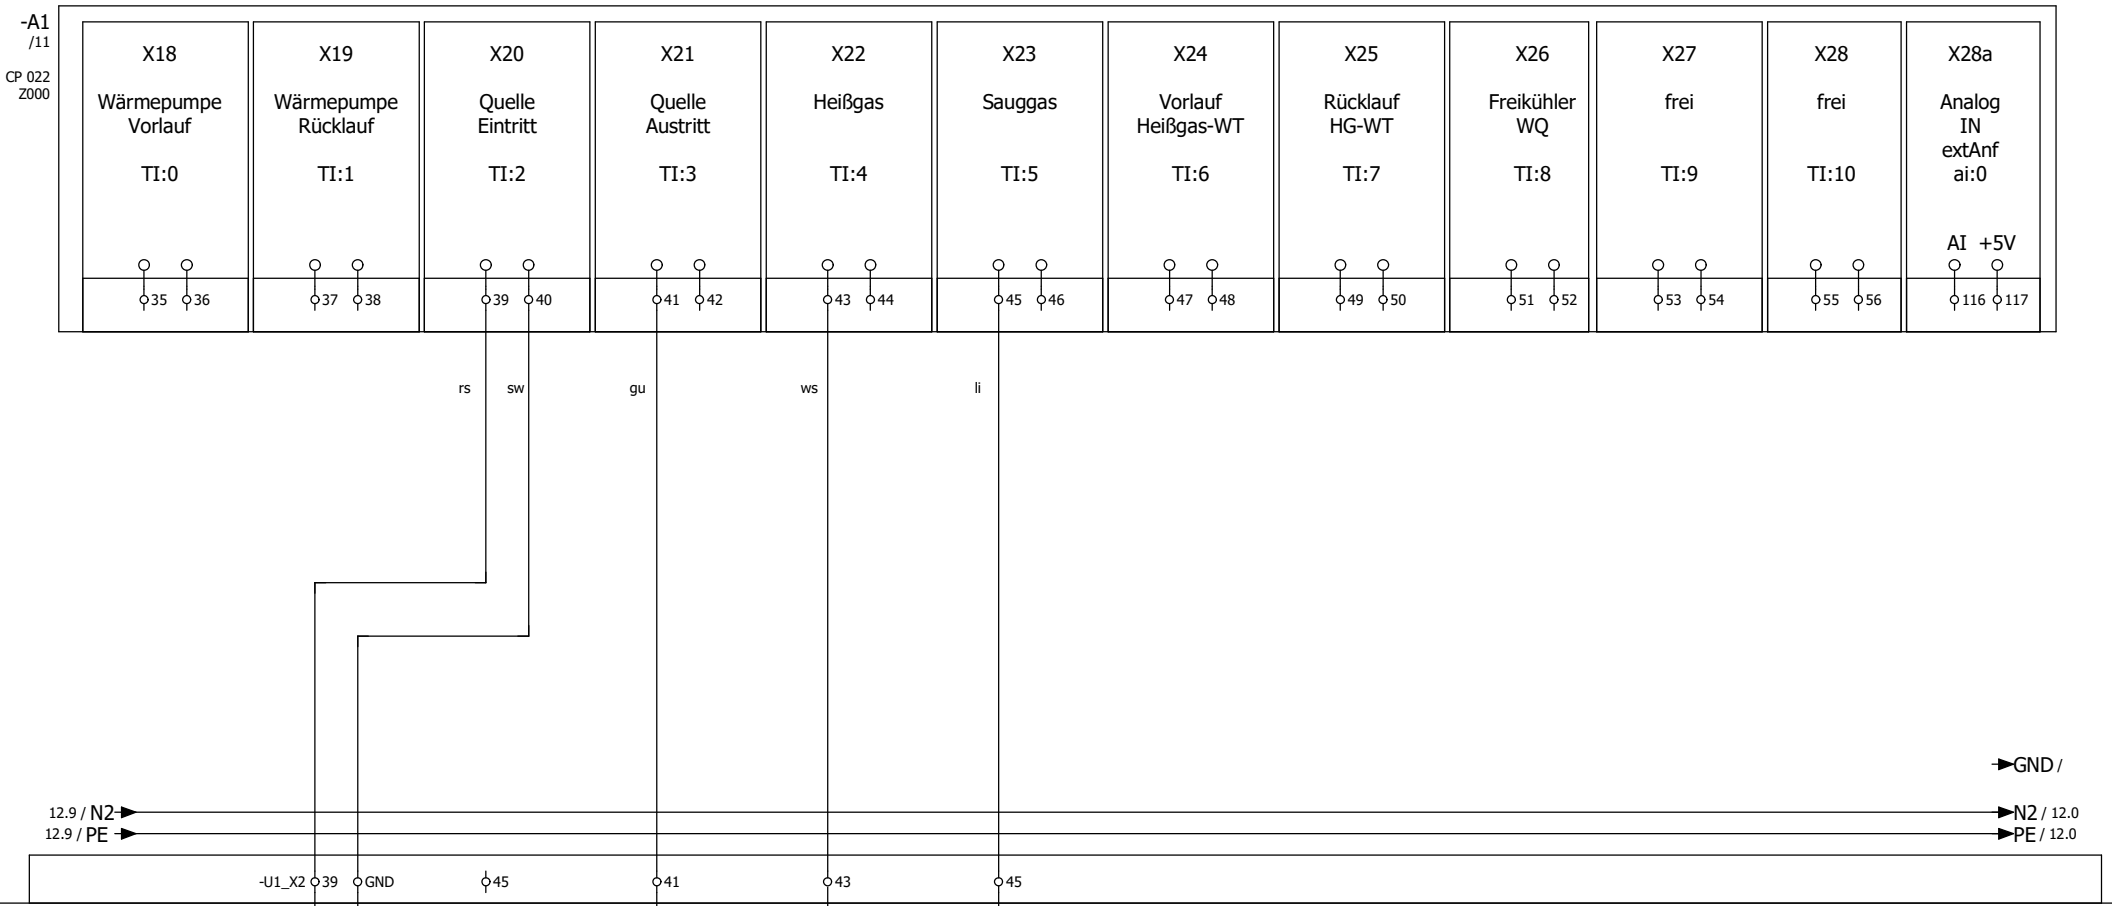 -A1
/11
CP 022
Z000
X18
Wärmepumpe
Vorlauf
TI:0
35 36
X19
Wärmepumpe
Rücklauf
TI:1
37 38
X20
Quelle
Eintritt
TI:2
39 40
X21
Quelle
Austritt
TI:3
41 42
X22
Heißgas
TI:4
43 44
X23
Sauggas
TI:5
45 46
X24
Vorlauf
Heißgas-WT
TI:6
47 48
X25
Rücklauf
HG-WT
TI:7
49 50
X26
Freikühler
WQ
TI:8
51 52
X27
frei
TI:9
53 54
X28
frei
TI:10
55 56
X28a
Analog
IN
extAnf
ai:0
AI +5V
116 117
rs sw gu ws li
GND /
12.9 / N2 N2 / 12.0
12.9 / PE PE / 12.0
-U1_X2 39 GND 45 41 43 45